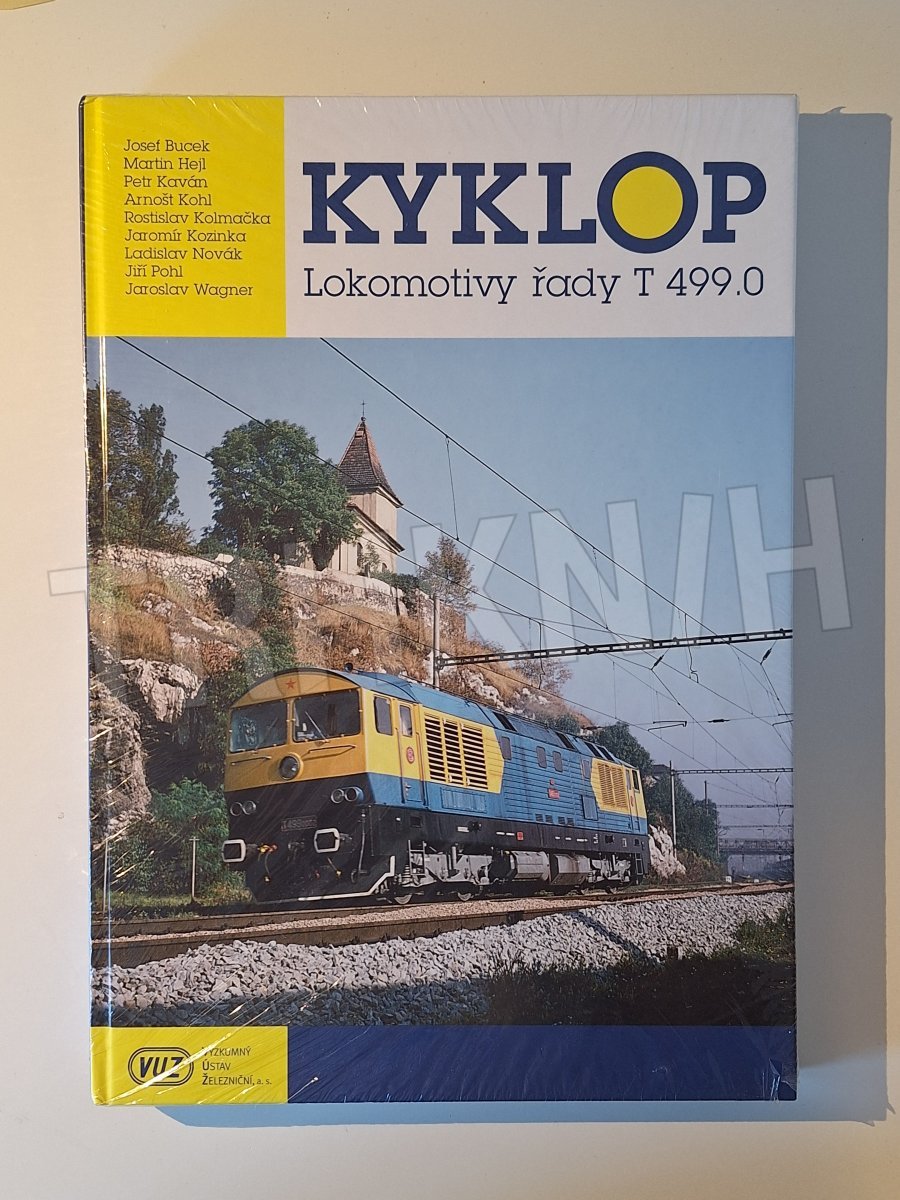 Josef Bucek
Martin Hejl
Petr Kaván
Arnošt Kohl
Rostislav Kolmačka
Jaromír Kozinka
Ladislav Novák
Jiří Pohl
Jaroslav Wagner
KYKLOP
Lokomotivy řady T 499.0
VUZ
VÝZKUMNÝ
ÚSTAV
ŽELEZNIČNÍ, a. s.